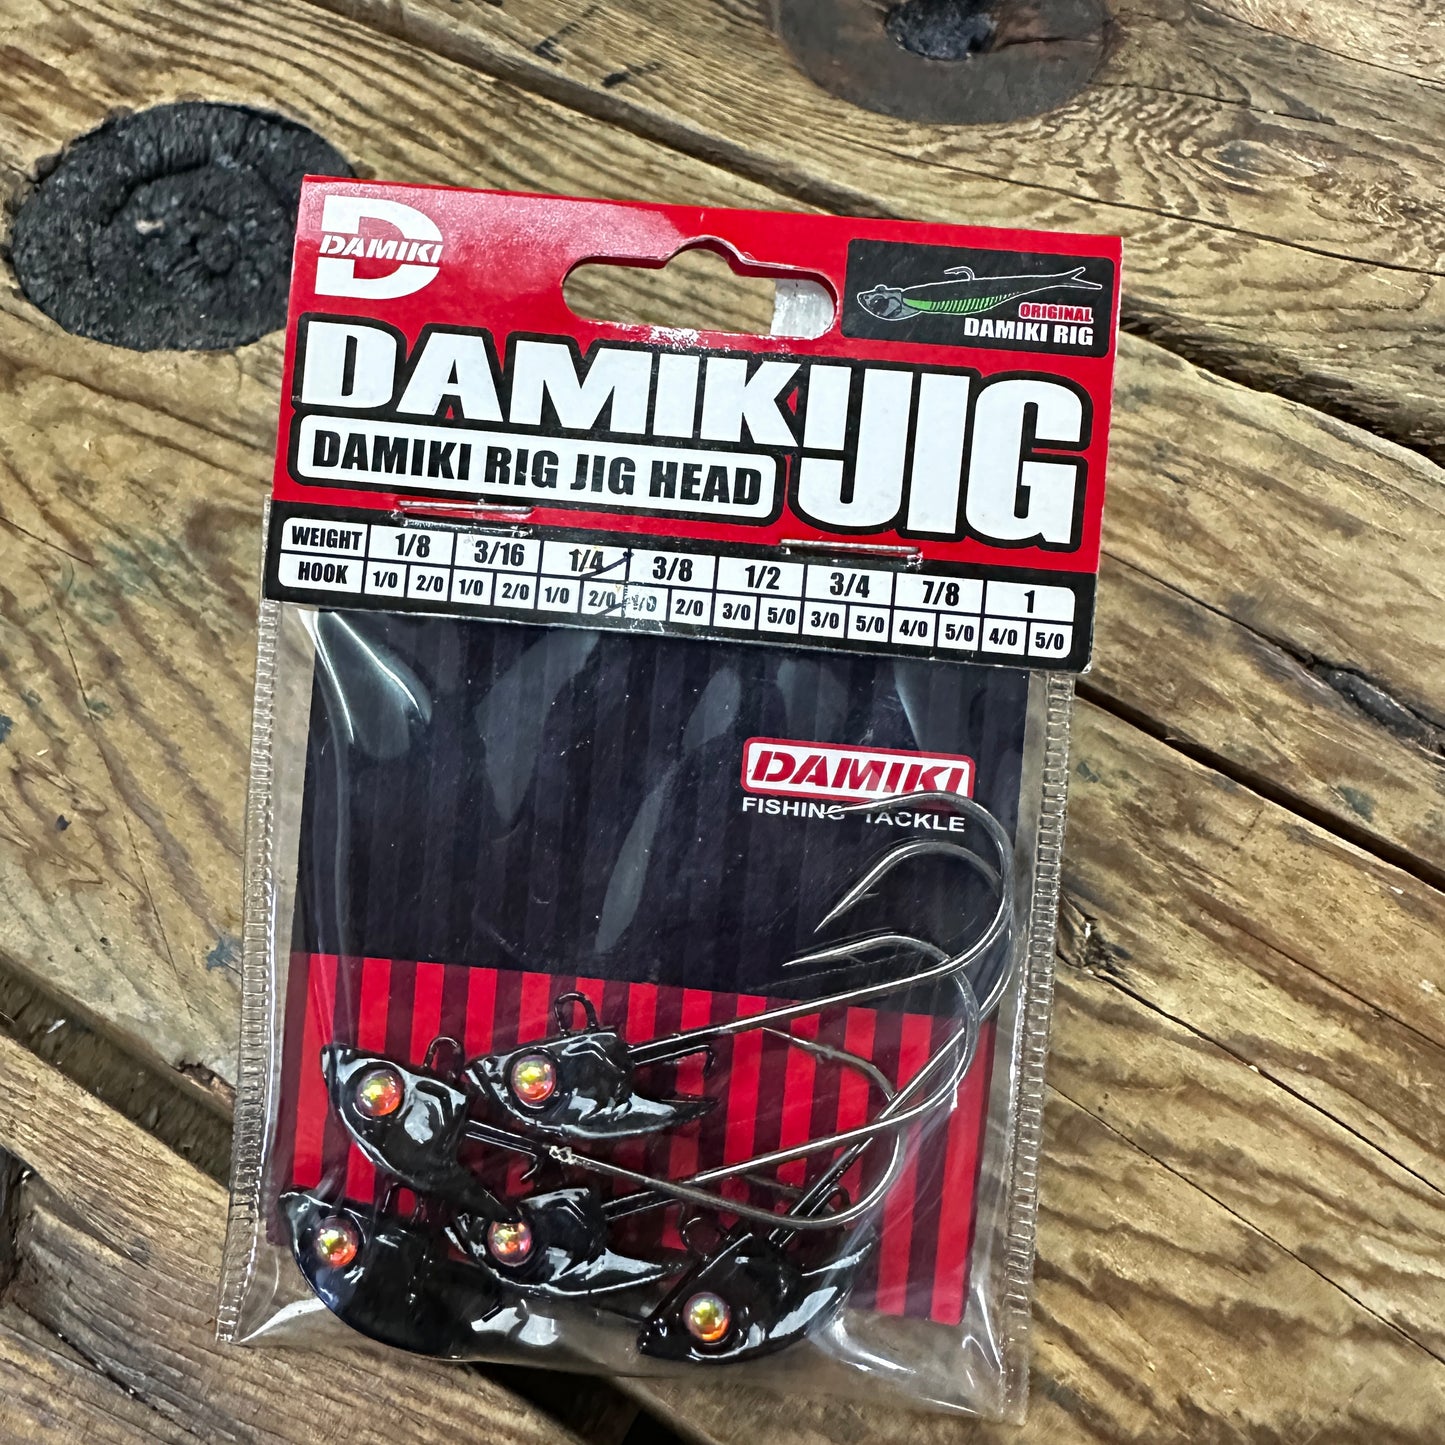 DAMIKI
ORIGINAL
DAMIKI RIG
DAMIKI JIG
DAMIKI RIG JIG HEAD
WEIGHT 1/8 3/16 1/4 3/8 1/2 3/4 7/8 1
HOOK 1/0 2/0 1/0 2/0 1/0 2/0 1/0 2/0 3/0 5/0 3/0 5/0 4/0 5/0 4/0 5/0
DAMIKI
FISHING TACKLE